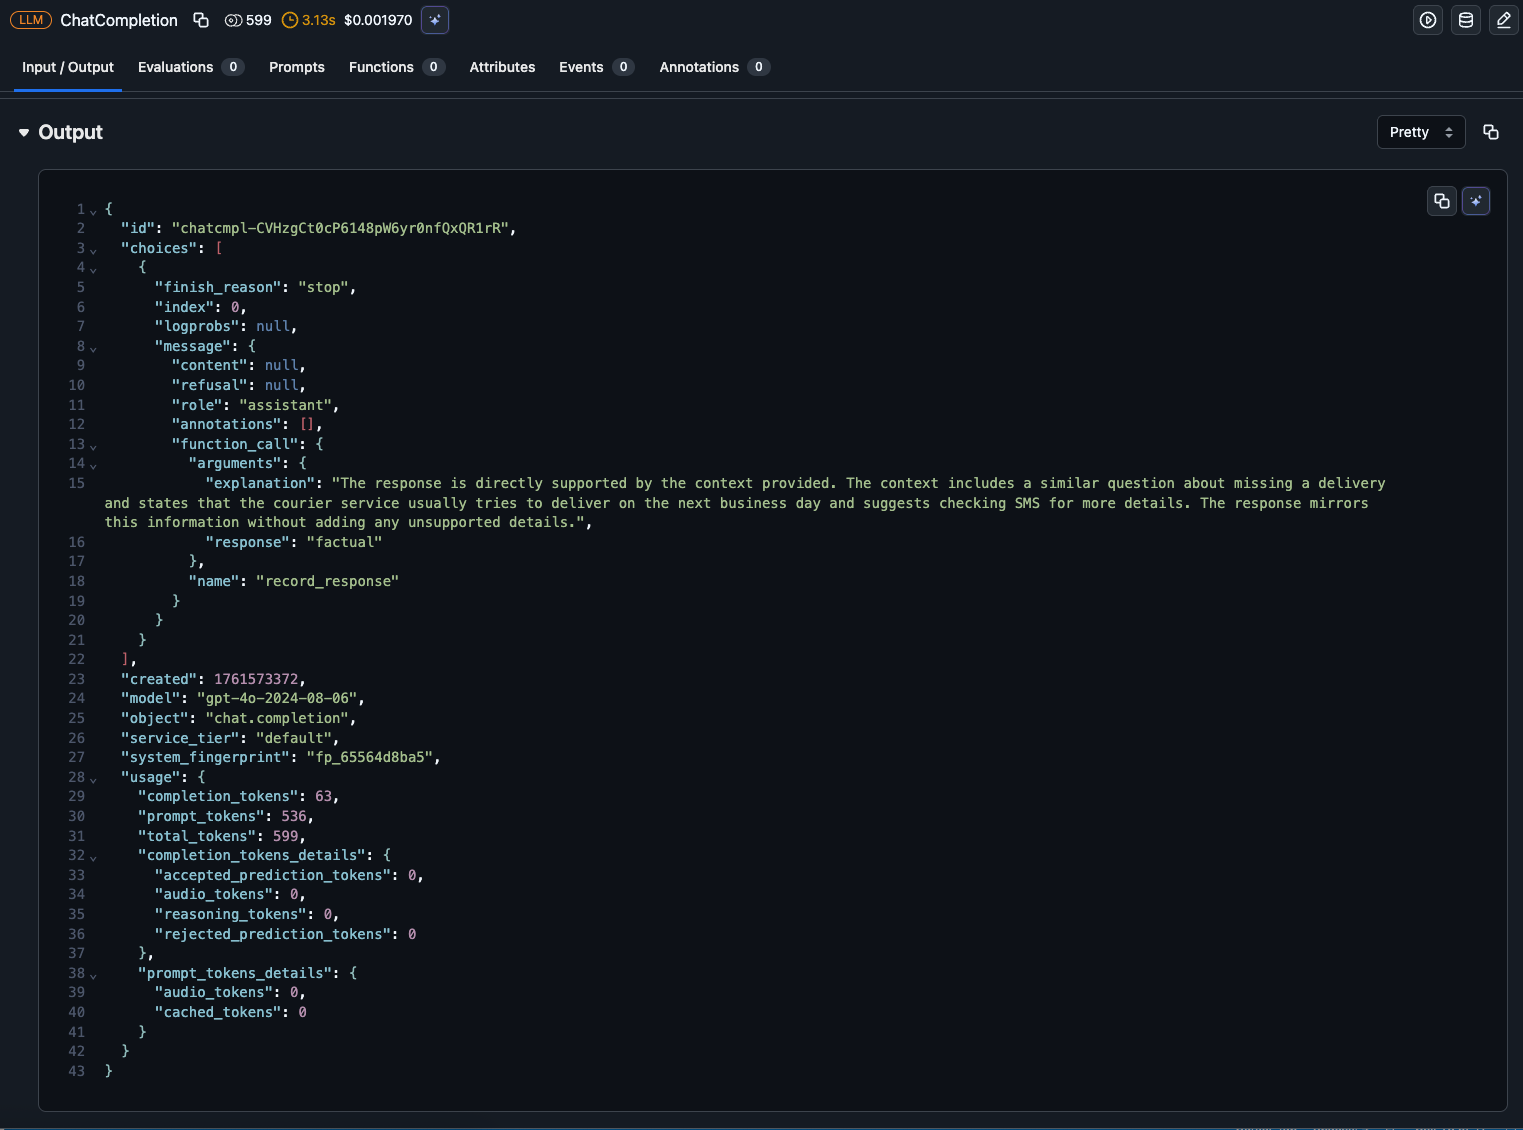 LLM ChatCompletion 599 3.13s $0.001970
Input / Output Evaluations 0 Prompts Functions 0 Attributes Events 0 Annotations 0
Output
Pretty
1 {
2 "id": "chatcmpl-CVHzgCt0cP6148pW6yr0nfQxQR1rR",
3 "choices": [
4 {
5 "finish_reason": "stop",
6 "index": 0,
7 "logprobs": null,
8 "message": {
9 "content": null,
10 "refusal": null,
11 "role": "assistant",
12 "annotations": [],
13 "function_call": {
14 "arguments": {
15 "explanation": "The response is directly supported by the context provided. The context includes a similar question about missing a delivery
and states that the courier service usually tries to deliver on the next business day and suggests checking SMS for more details. The response mirrors
this information without adding any unsupported details.",
16 "response": "factual"
17 },
18 "name": "record_response"
19 }
20 }
21 }
22 ],
23 "created": 1761573372,
24 "model": "gpt-4o-2024-08-06",
25 "object": "chat.completion",
26 "service_tier": "default",
27 "system_fingerprint": "fp_65564d8ba5",
28 "usage": {
29 "completion_tokens": 63,
30 "prompt_tokens": 536,
31 "total_tokens": 599,
32 "completion_tokens_details": {
33 "accepted_prediction_tokens": 0,
34 "audio_tokens": 0,
35 "reasoning_tokens": 0,
36 "rejected_prediction_tokens": 0
37 },
38 "prompt_tokens_details": {
39 "audio_tokens": 0,
40 "cached_tokens": 0
41 }
42 }
43 }